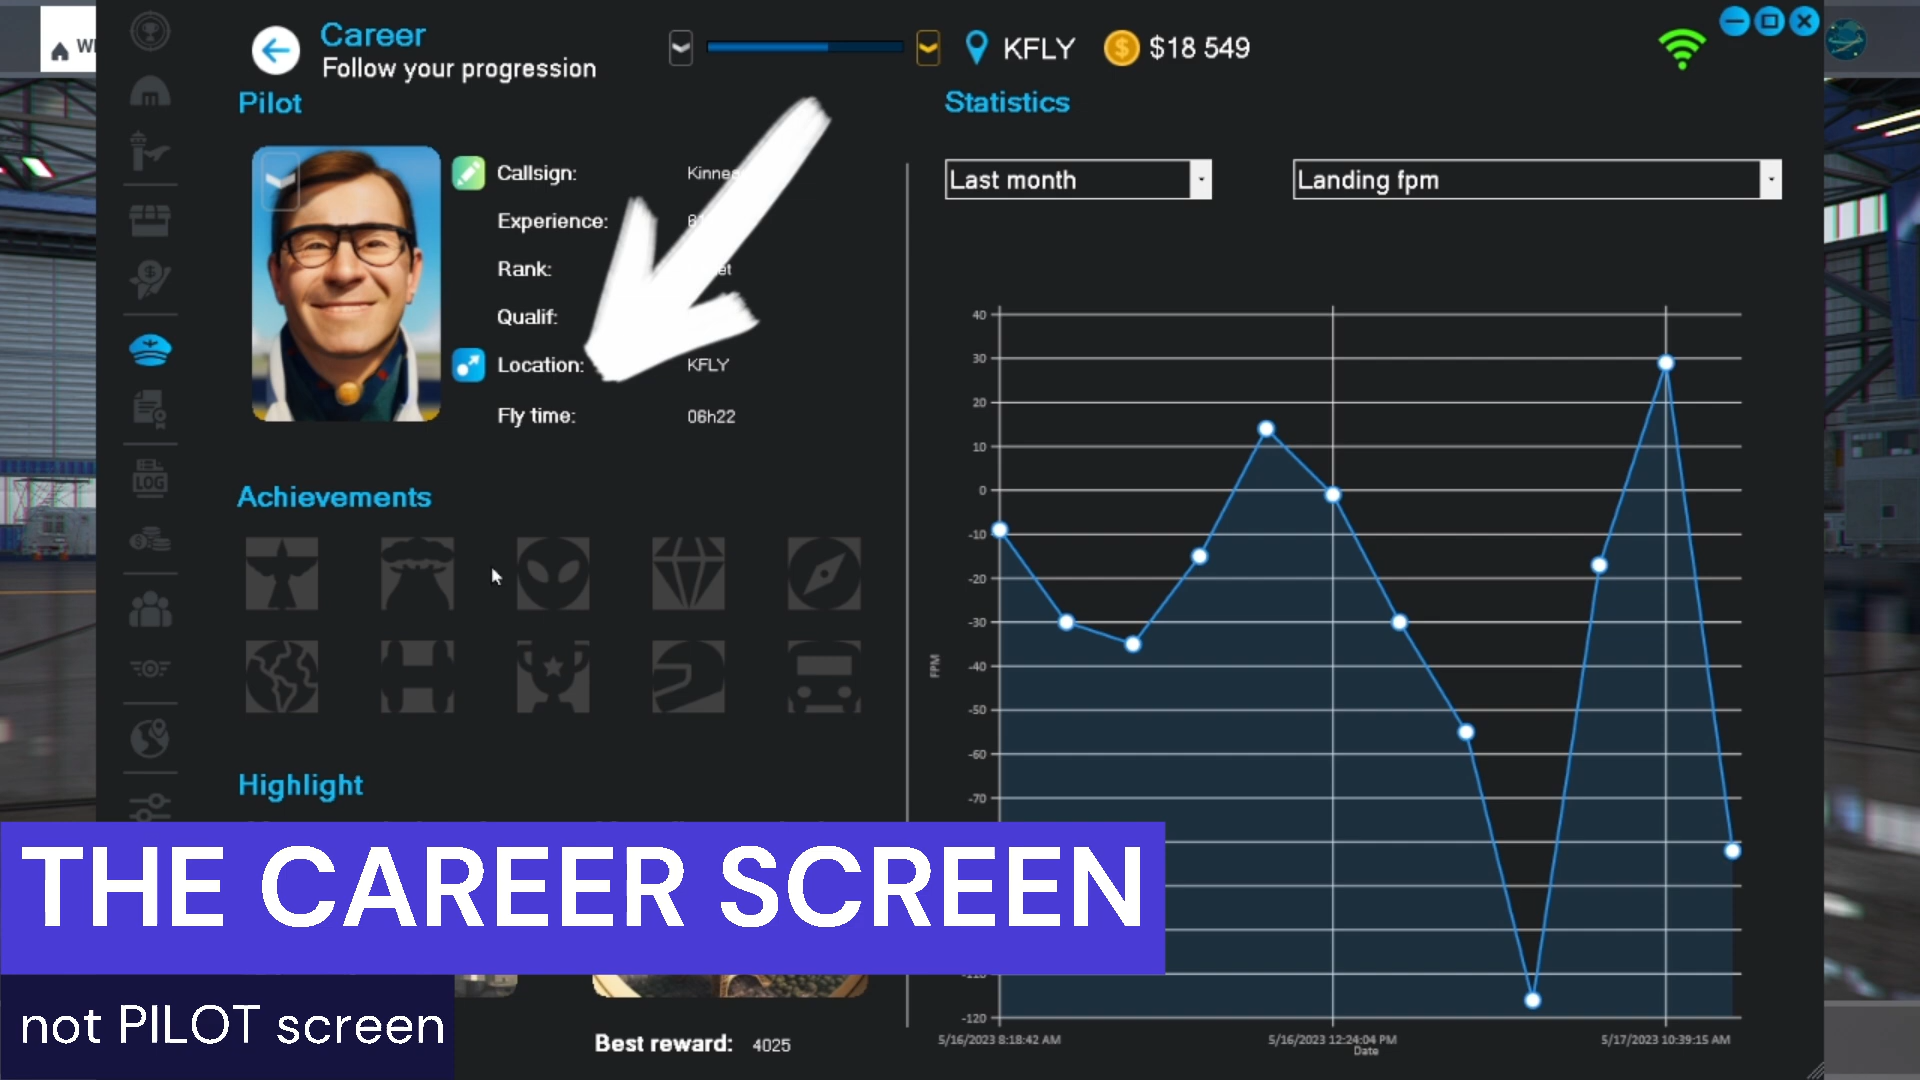 Career
Follow your progression
KFLY
$18 549
Pilot
Callsign:
Experience:
Rank:
Qualif:
Location: KFLY
Fly time: 06h22
Statistics
Last month
Landing fpm
LOG
Achievements
Highlight
40
30
20
10
0
-10
-20
-30
-40
-50
-60
-70
-120
FPM
5/16/2023 8:18:42 AM
5/16/2023 12:24:04 PM
5/17/2023 10:39:15 AM
Date
THE CAREER SCREEN
not PILOT screen
Best reward: 4025